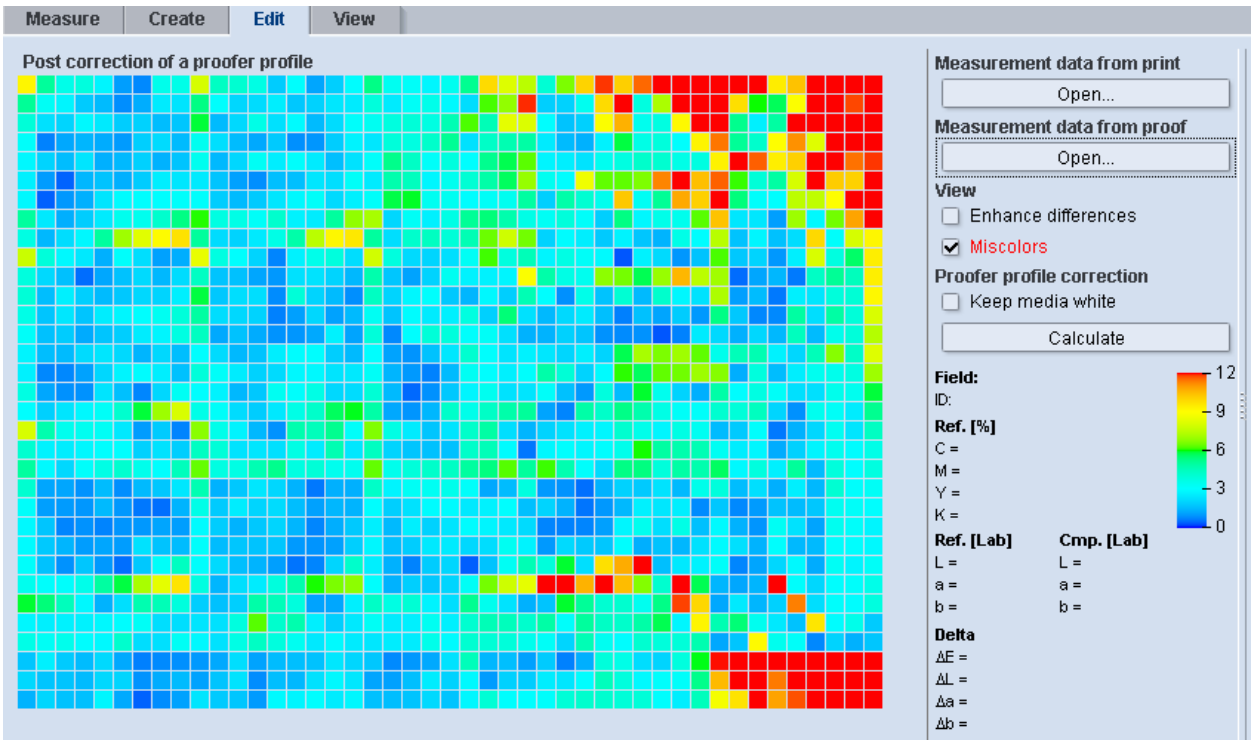 Measure Create Edit View
Post correction of a proofer profile
Measurement data from print
Open...
Measurement data from proof
Open...
View
Enhance differences
Miscolors
Proofer profile correction
Keep media white
Calculate
Field:
ID:
Ref. [%]
C =
M =
Y =
K =
12
9
6
3
0
Ref. [Lab] Cmp. [Lab]
L = L =
a = a =
b = b =
Delta
ΔE =
ΔL =
Δa =
Δb =